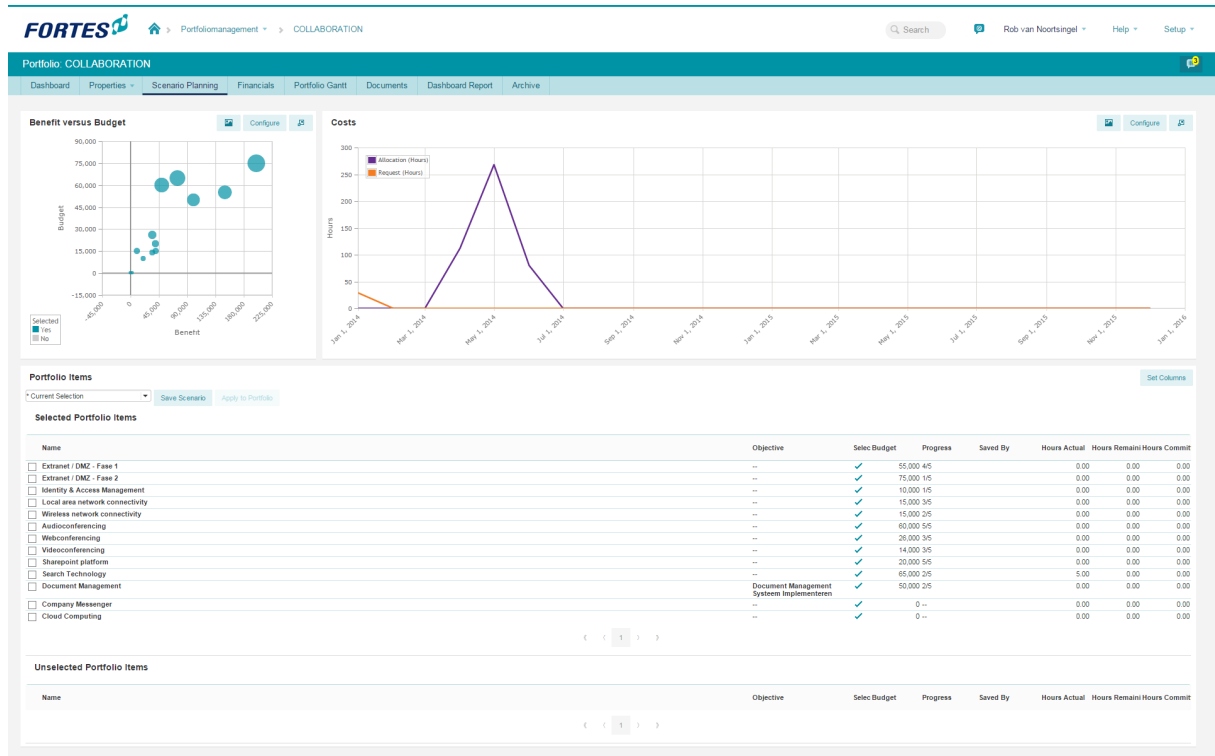 FORTES
Portfoliomanagement
COLLABORATION
Search
Rob van Noortsingel
Help
Setup
Portfolio: COLLABORATION
3
Dashboard
Properties
Scenario Planning
Financials
Portfolio Gantt
Documents
Dashboard Report
Archive
Benefit versus Budget
Configure
90,000
75,000
60,000
45,000
30,000
15,000
0
-15,000
Budget
-45,000
0
45,000
90,000
135,000
180,000
225,000
Benefit
Selected
Yes
No
Costs
Configure
Allocation (Hours)
Request (Hours)
300
250
200
150
100
50
0
Hours
Jan 1, 2014
Mar 1, 2014
May 1, 2014
Jul 1, 2014
Sep 1, 2014
Nov 1, 2014
Jan 1, 2015
Mar 1, 2015
May 1, 2015
Jul 1, 2015
Sep 1, 2015
Nov 1, 2015
Jan 1, 2016
Portfolio Items
Set Columns
* Current Selection
Save Scenario
Apply to Portfolio
Selected Portfolio Items
Name Objective Selec Budget Progress Saved By Hours Actual Hours Remaini Hours Commit
Extranet / DMZ - Fase 1 -- 55,000 4/5 0.00 0.00 0.00
Extranet / DMZ - Fase 2 -- 75,000 1/5 0.00 0.00 0.00
Identity & Access Management -- 10,000 1/5 0.00 0.00 0.00
Local area network connectivity -- 15,000 3/5 0.00 0.00 0.00
Wireless network connectivity -- 15,000 2/5 0.00 0.00 0.00
Audioconferencing -- 60,000 5/5 0.00 0.00 0.00
Webconferencing -- 26,000 3/5 0.00 0.00 0.00
Videoconferencing -- 14,000 3/5 0.00 0.00 0.00
Sharepoint platform -- 20,000 5/5 0.00 0.00 0.00
Search Technology -- 65,000 2/5 5.00 0.00 0.00
Document Management Document Management 50,000 2/5 0.00 0.00 0.00
Systeem Implementeren
Company Messenger -- 0 -- 0.00 0.00 0.00
Cloud Computing -- 0 -- 0.00 0.00 0.00
1
Unselected Portfolio Items
Name Objective Selec Budget Progress Saved By Hours Actual Hours Remaini Hours Commit
1